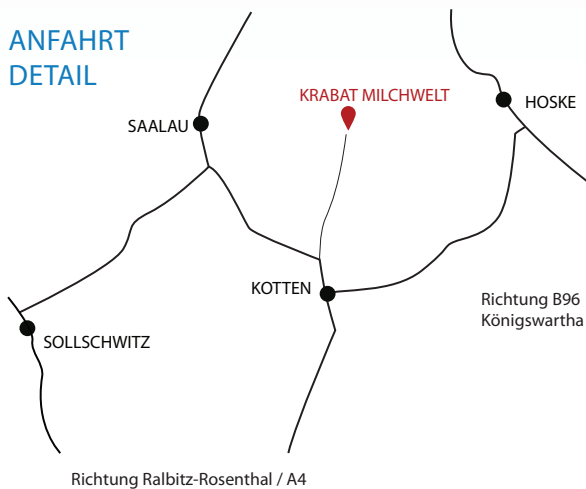 ANFAHRT
DETAIL
KRABAT MILCHWELT
HOSKE
SAALAU
KOTTEN
Richtung B96
Königswartha
SOLLSCHWITZ
Richtung Ralbitz-Rosenthal / A4